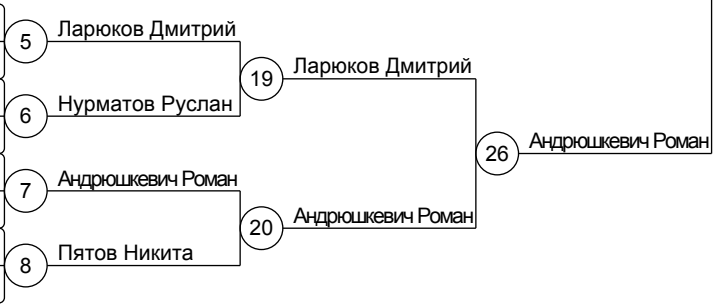 5 Ларюков Дмитрий
19 Ларюков Дмитрий
6 Нурматов Руслан
26 Андрюшкевич Роман
7 Андрюшкевич Роман
20 Андрюшкевич Роман
8 Пятов Никита